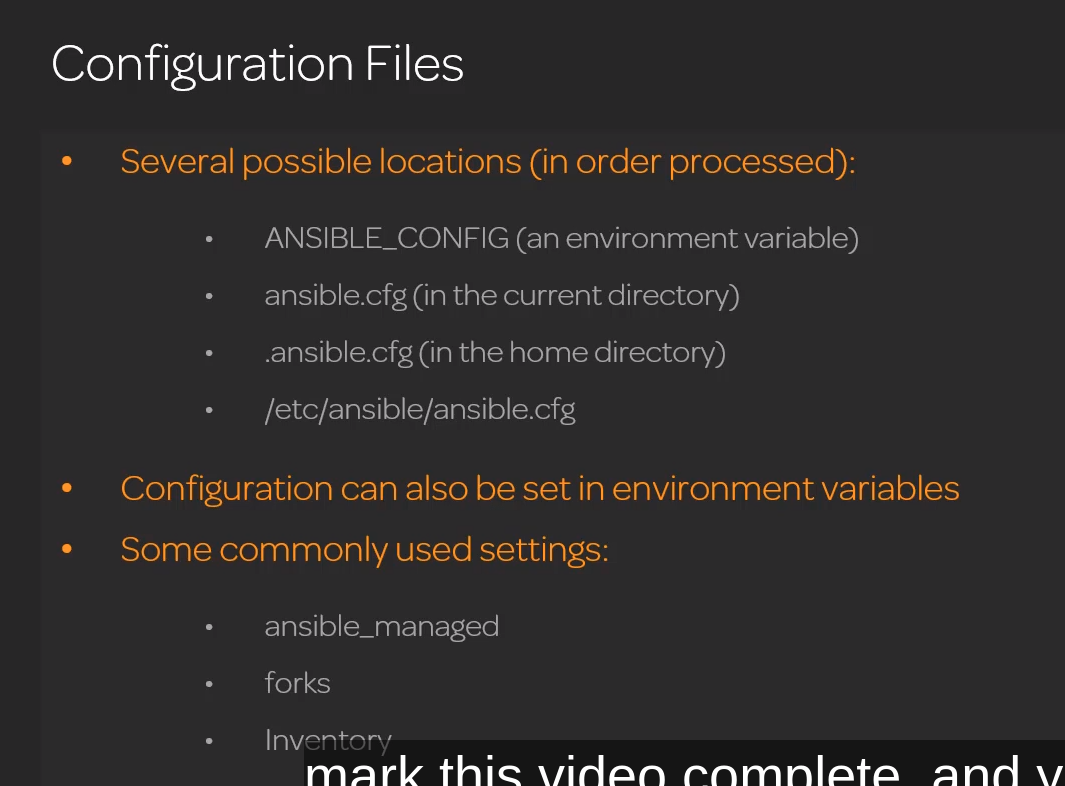 Configuration Files
• Several possible locations (in order processed):
• ANSIBLE_CONFIG (an environment variable)
• ansible.cfg (in the current directory)
• .ansible.cfg (in the home directory)
• /etc/ansible/ansible.cfg
• Configuration can also be set in environment variables
• Some commonly used settings:
• ansible_managed
• forks
• Inventory
mark this video complete, and